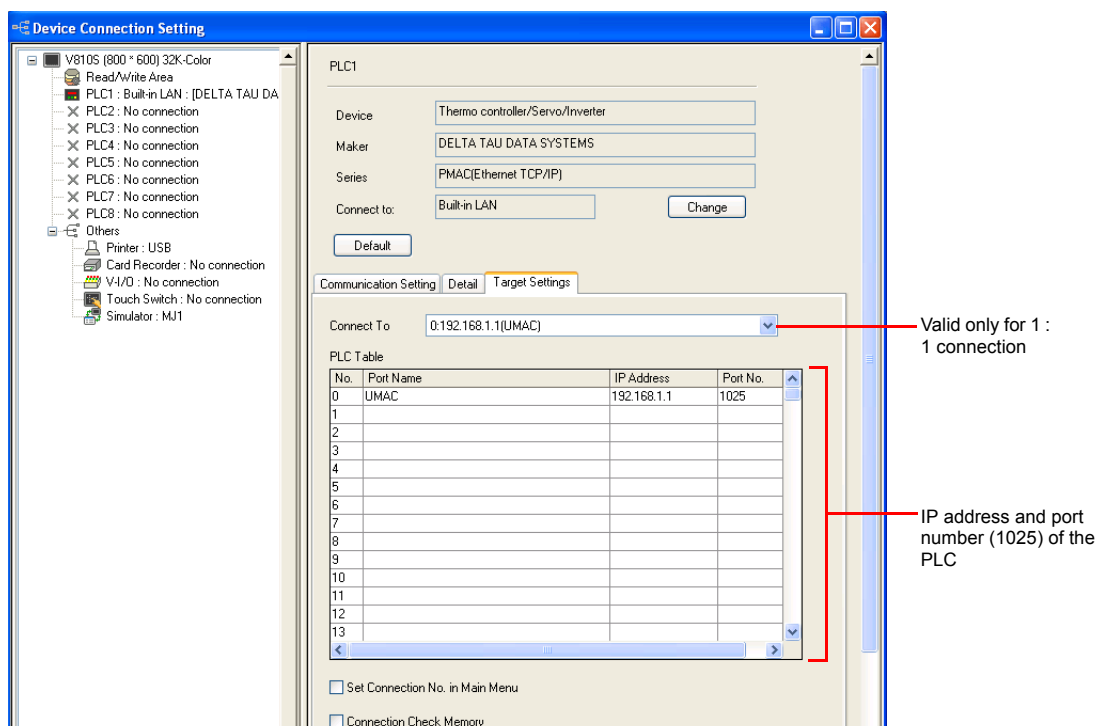 Device Connection Setting
V810S (800 * 600) 32K-Color
Read/Write Area
PLC1 : Built-in LAN : [DELTA TAU DA
PLC2 : No connection
PLC3 : No connection
PLC4 : No connection
PLC5 : No connection
PLC6 : No connection
PLC7 : No connection
PLC8 : No connection
Others
Printer : USB
Card Recorder : No connection
V-I/O : No connection
Touch Switch : No connection
Simulator : MJ1
PLC1
Device Thermo controller/Servo/Inverter
Maker DELTA TAU DATA SYSTEMS
Series PMAC(Ethernet TCP/IP)
Connect to: Built-in LAN Change
Default
Communication Setting Detail Target Settings
Connect To 0:192.168.1.1(UMAC)
PLC Table
No. Port Name IP Address Port No.
0 UMAC 192.168.1.1 1025
1
2
3
4
5
6
7
8
9
10
11
12
13
Set Connection No. in Main Menu
Connection Check Memory
Valid only for 1 :
1 connection
IP address and port
number (1025) of the
PLC